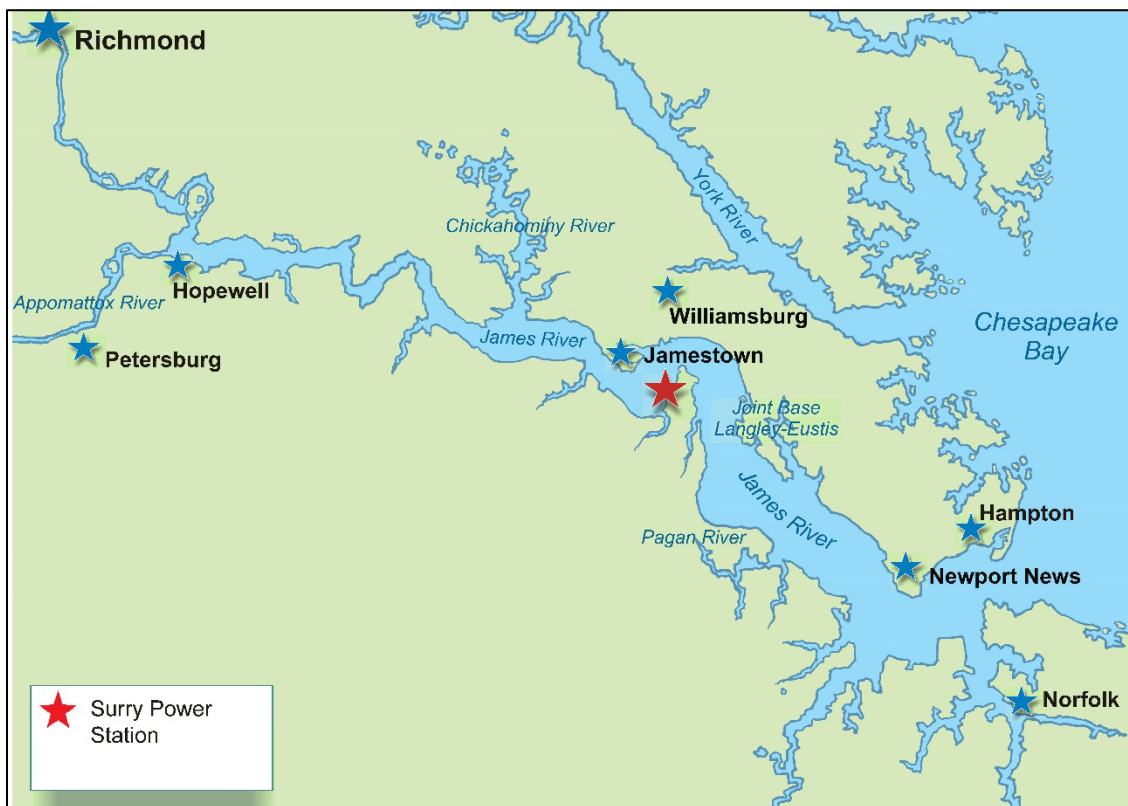 Richmond
York River
Chickahominy River
Hopewell
Appomattox River
Williamsburg
Chesapeake
Bay
James River
Jamestown
Petersburg
Joint Base
Langley-Eustis
James River
Hampton
Pagan River
Newport News
Norfolk
Surry Power
Station